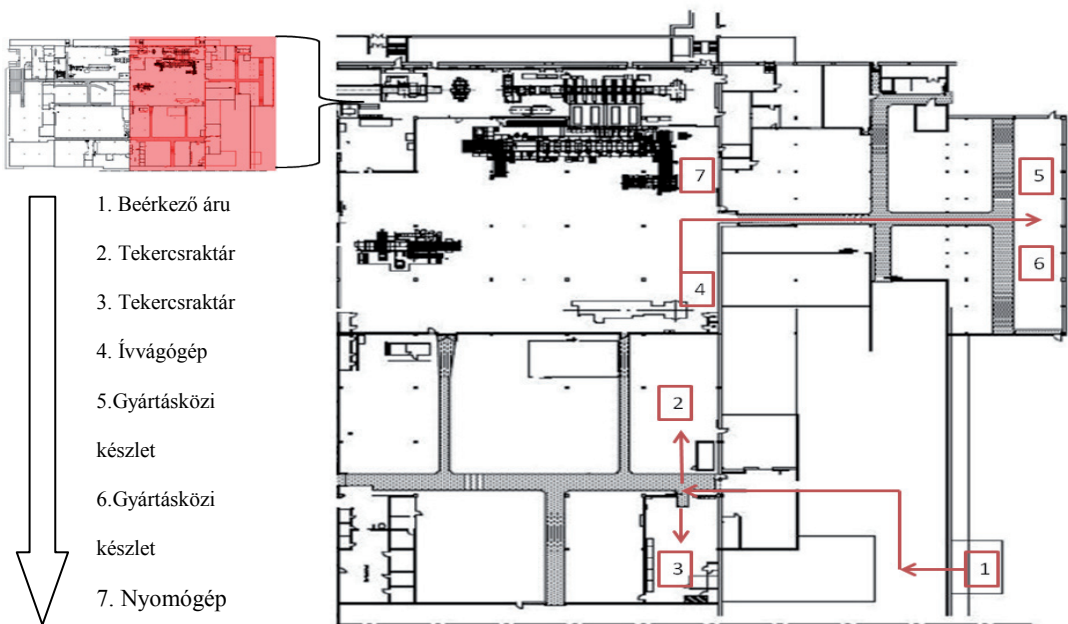 1. Beérkező áru
2. Tekercsraktár
3. Tekercsraktár
4. Ívvágógép
5.Gyártásközi
készlet
6.Gyártásközi
készlet
7. Nyomógép
7
5
6
4
2
3
1